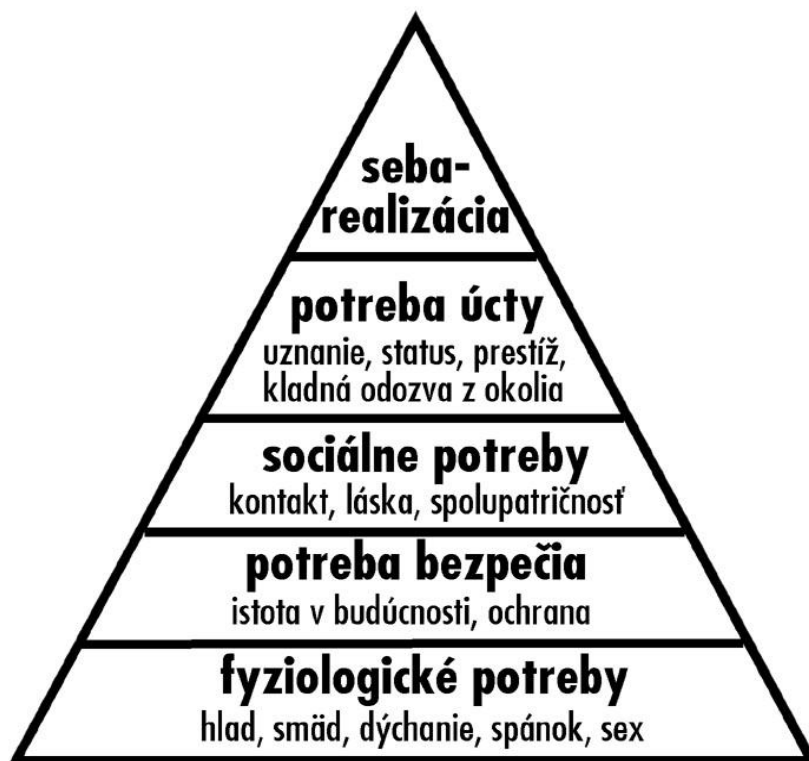 seba-
realizácia
potreba úcty
uznanie, status, prestíž,
kladná odozva z okolia
sociálne potreby
kontakt, láska, spolupatričnosť
potreba bezpečia
istota v budúcnosti, ochrana
fyziologické potreby
hlad, smäd, dýchanie, spánok, sex